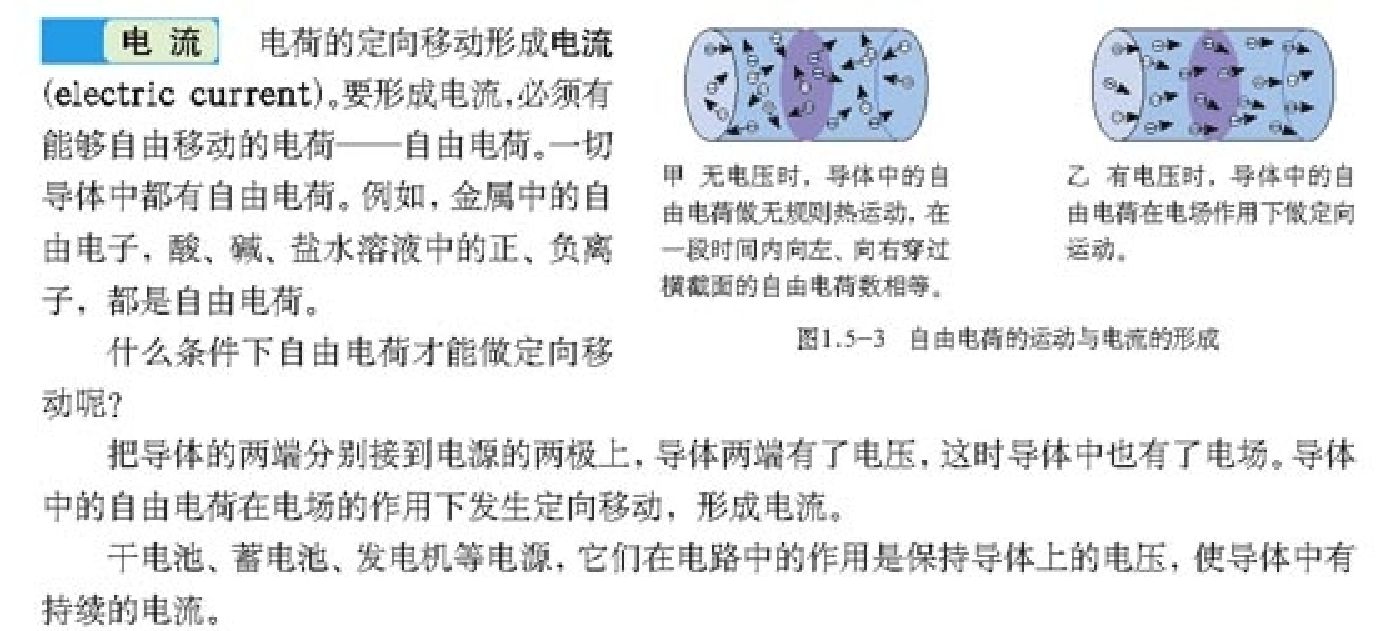 电 流 电荷的定向移动形成电流
(electric current)。要形成电流，必须有
能够自由移动的电荷——自由电荷。一切
导体中都有自由电荷。例如，金属中的自
由电子，酸、碱、盐水溶液中的正、负离
子，都是自由电荷。
什么条件下自由电荷才能做定向移
动呢?
甲 无电压时，导体中的自
由电荷做无规则热运动，在
一段时间内向左、向右穿过
横截面的自由电荷数相等。
乙 有电压时，导体中的自
由电荷在电场作用下做定向
运动。
图1.5-3 自由电荷的运动与电流的形成
把导体的两端分别接到电源的两极上，导体两端有了电压，这时导体中也有了电场。导体
中的自由电荷在电场的作用下发生定向移动，形成电流。
干电池、蓄电池、发电机等电源，它们在电路中的作用是保持导体上的电压，使导体中有
持续的电流。